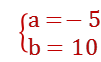 a = - 5
b = 10